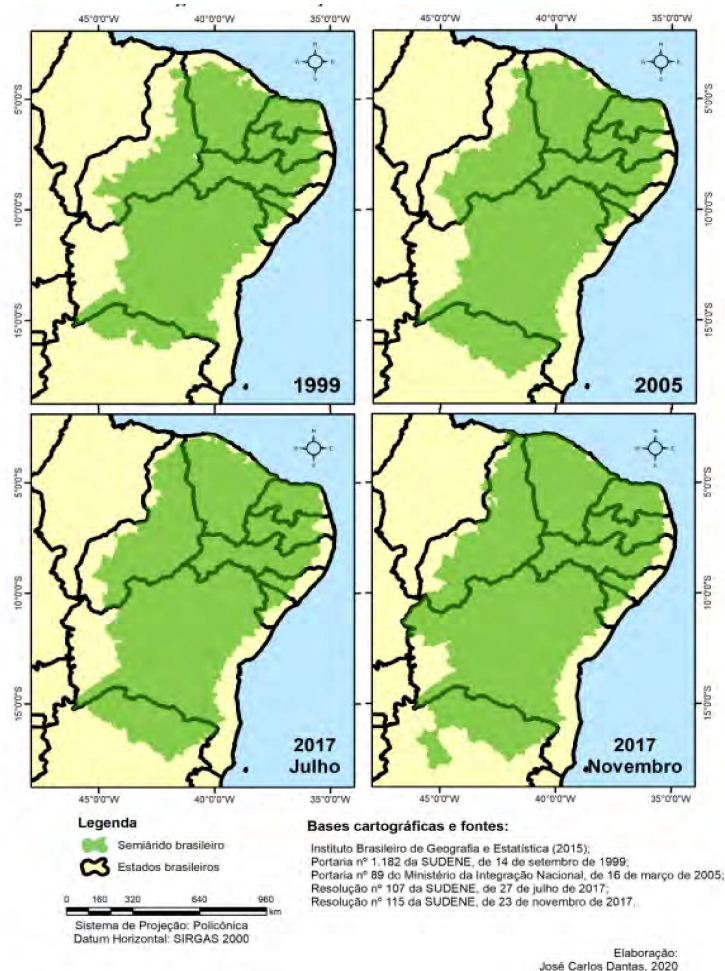 45°0'0"O 40°0'0"O 35°0'0"O 45°0'0"O 40°0'0"O 35°0'0"O
5°0'0"S
10°0'0"S
15°0'0"S
1999
5°0'0"S
10°0'0"S
15°0'0"S
2005
5°0'0"S
10°0'0"S
15°0'0"S
2017
Julho
5°0'0"S
10°0'0"S
15°0'0"S
2017
Novembro
45°0'0"O 40°0'0"O 35°0'0"O 45°0'0"O 40°0'0"O 35°0'0"O
Legenda
Semiárido brasileiro
Estados brasileiros
0 160 320 640 960
km
Sistema de Projeção: Policônica
Datum Horizontal: SIRGAS 2000
Bases cartográficas e fontes:
Instituto Brasileiro de Geografia e Estatística (2015);
Portaria nº 1.182 da SUDENE, de 14 de setembro de 1999;
Portaria nº 89 do Ministério da Integração Nacional, de 16 de março de 2005;
Resolução nº 107 da SUDENE, de 27 de julho de 2017;
Resolução nº 115 da SUDENE, de 23 de novembro de 2017.
Elaboração:
José Carlos Dantas, 2020